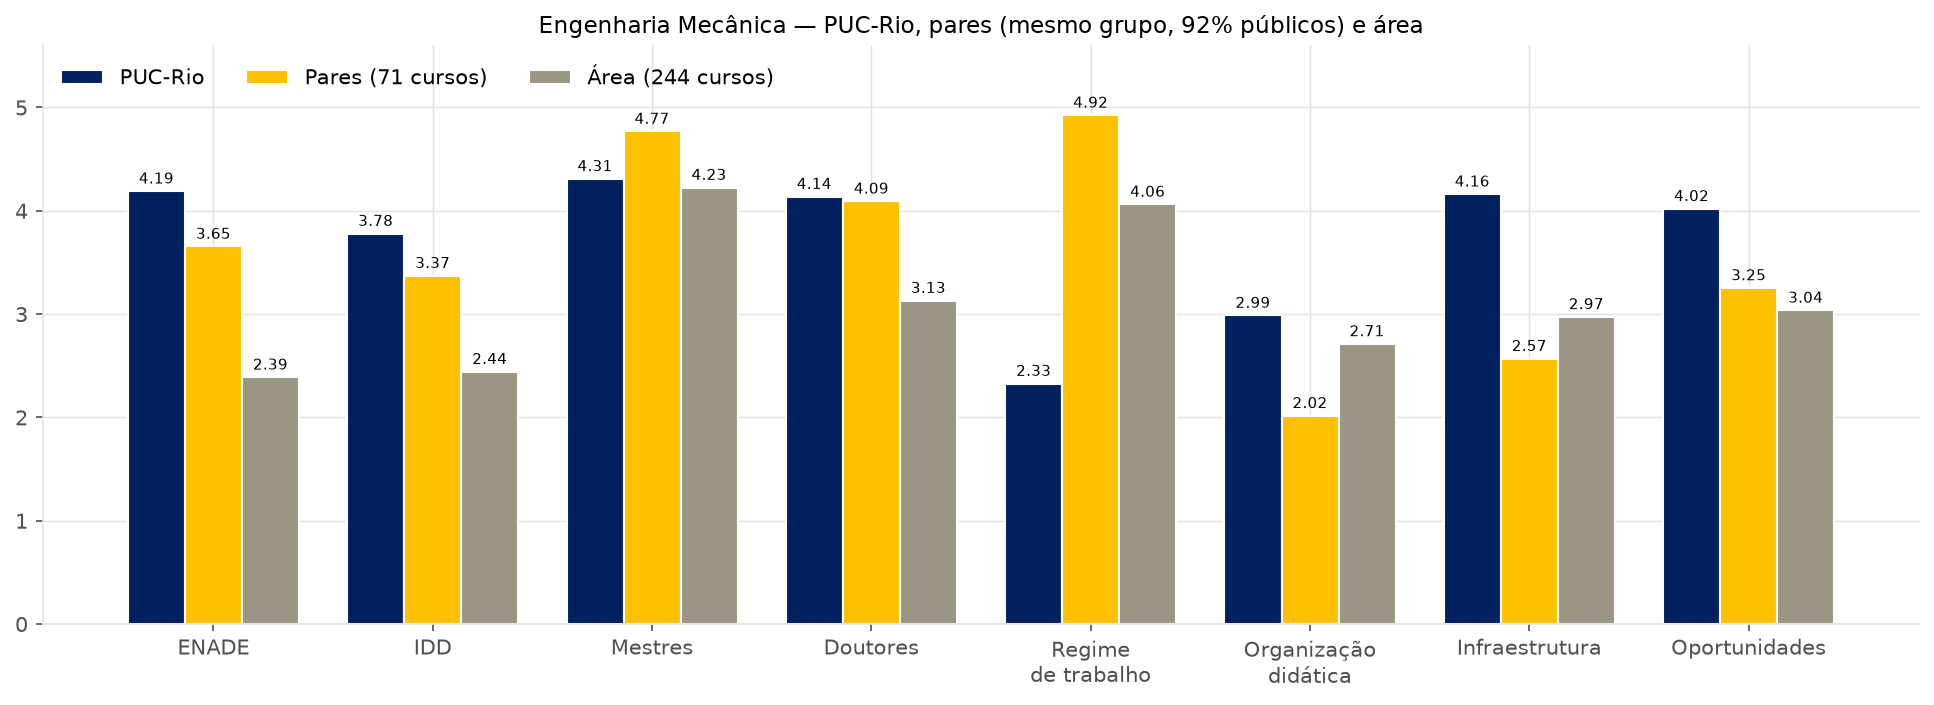 Engenharia Mecânica — PUC-Rio, pares (mesmo grupo, 92% públicos) e área
PUC-Rio
Pares (71 cursos)
Área (244 cursos)
5
4
3
2
1
0
4.19
3.65
2.39
3.78
3.37
2.44
4.31
4.77
4.23
4.14
4.09
3.13
2.33
4.92
4.06
2.99
2.02
2.71
4.16
2.57
2.97
4.02
3.25
3.04
ENADE
IDD
Mestres
Doutores
Regime
de trabalho
Organização
didática
Infraestrutura
Oportunidades